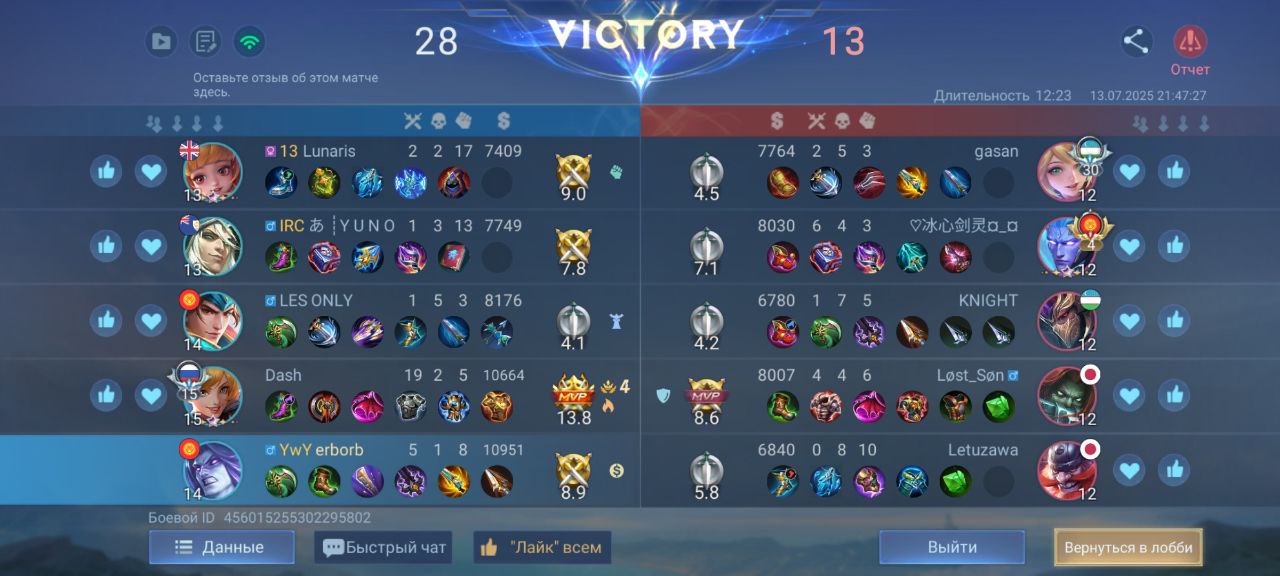 28
VICTORY
13
Оставьте отзыв об этом матче
здесь.
Отчет
Длительность 12:23 13.07.2025 21:47:27
13 Lunaris 2 2 17 7409
13
9.0
7764 2 5 3 gasan
4.5
30
12
IRC あ ┆Y U N O 1 3 13 7749
13
7.8
8030 6 4 3 ♡冰心剑灵¤_¤
7.1
4
12
LES ONLY 1 5 3 8176
14
4.1
6780 1 7 5 KNIGHT
4.2
12
Dash 19 2 5 10664
15
15
MVP
13.8
4
8007 4 4 6 Løst_Søn
MVP
8.6
12
YwY erborb 5 1 8 10951
14
8.9
6840 0 8 10 Letuzawa
5.8
12
Боевой ID 456015255302295802
Данные
Быстрый чат
"Лайк" всем
Выйти
Вернуться в лобби